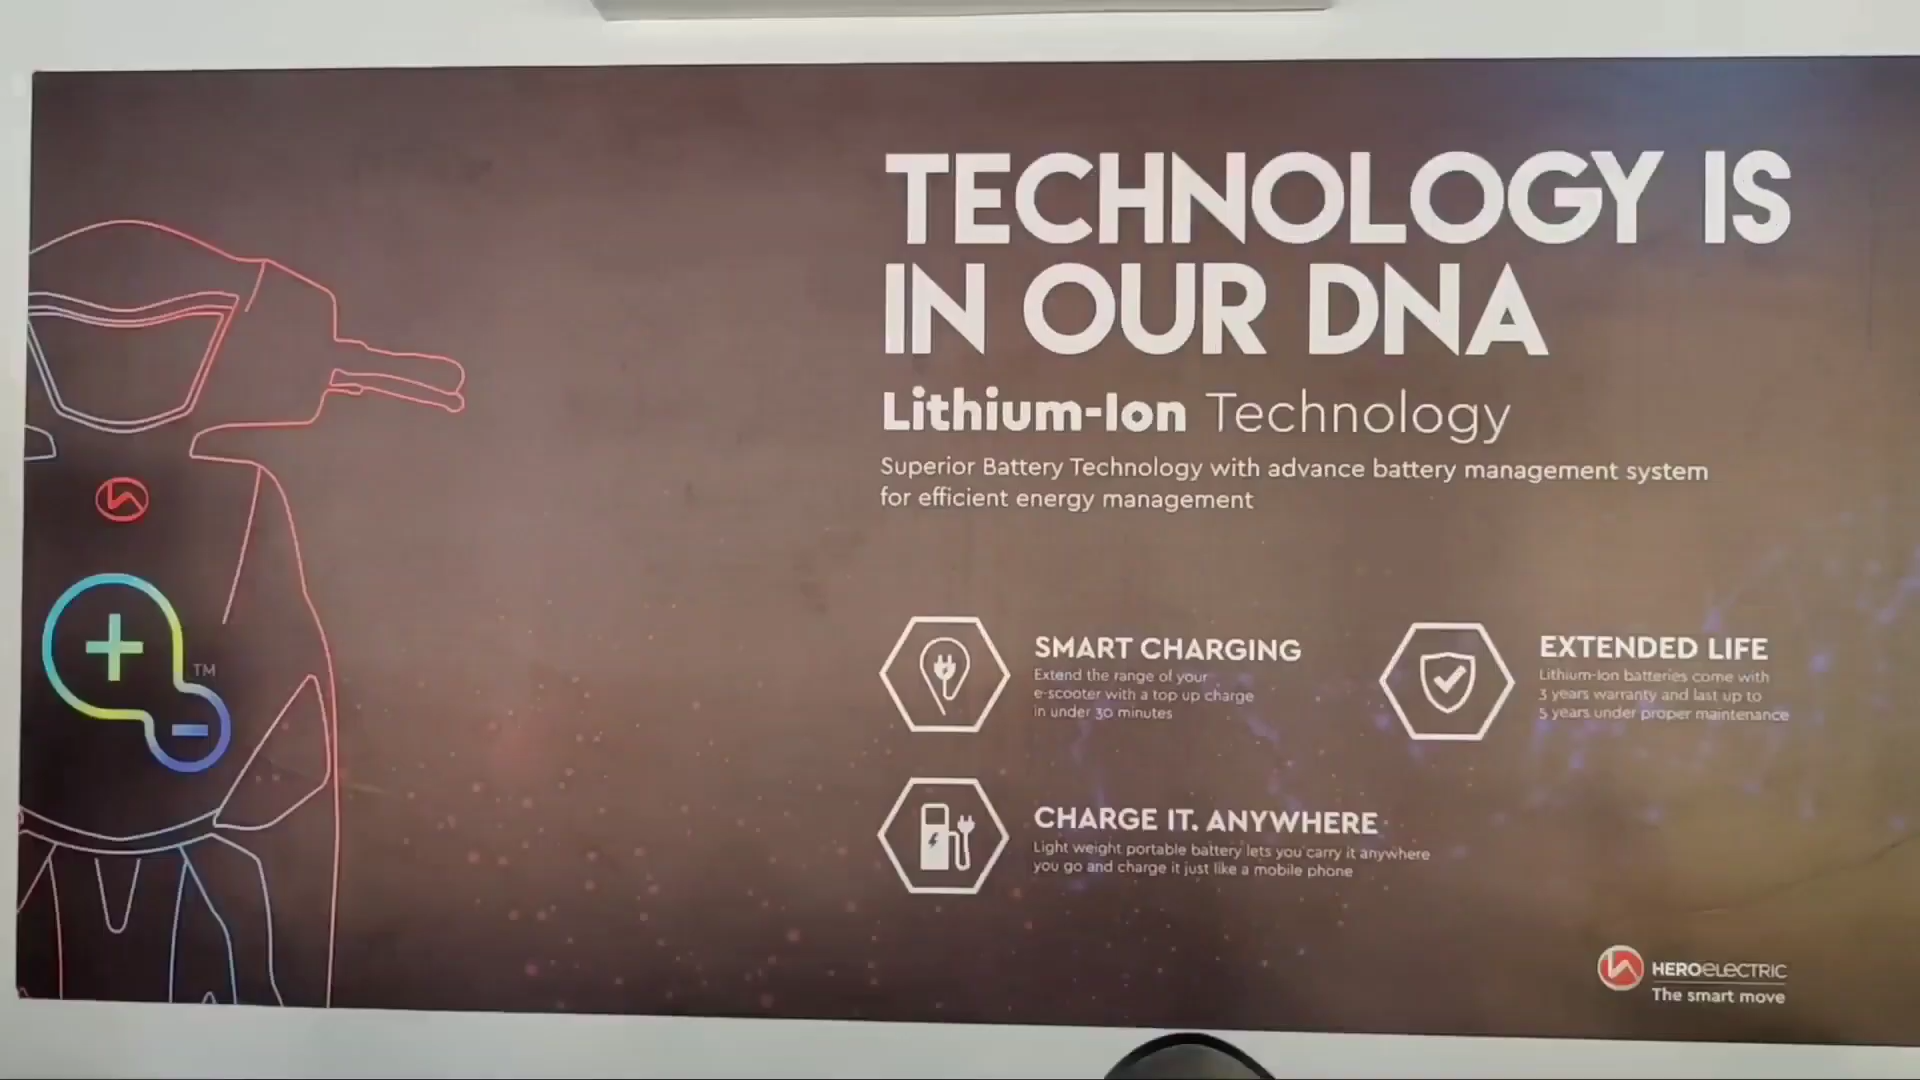 TECHNOLOGY IS
IN OUR DNA
Lithium-Ion Technology
Superior Battery Technology with advance battery management system
for efficient energy management
SMART CHARGING
Extend the range of your
e-scooter with a top up charge
in under 30 minutes
EXTENDED LIFE
Lithium-Ion batteries come with
3 years warranty and last up to
5 years under proper maintenance
CHARGE IT. ANYWHERE
Light weight portable battery lets you carry it anywhere
you go and charge it just like a mobile phone
TM
HERO ELECTRIC
The smart move